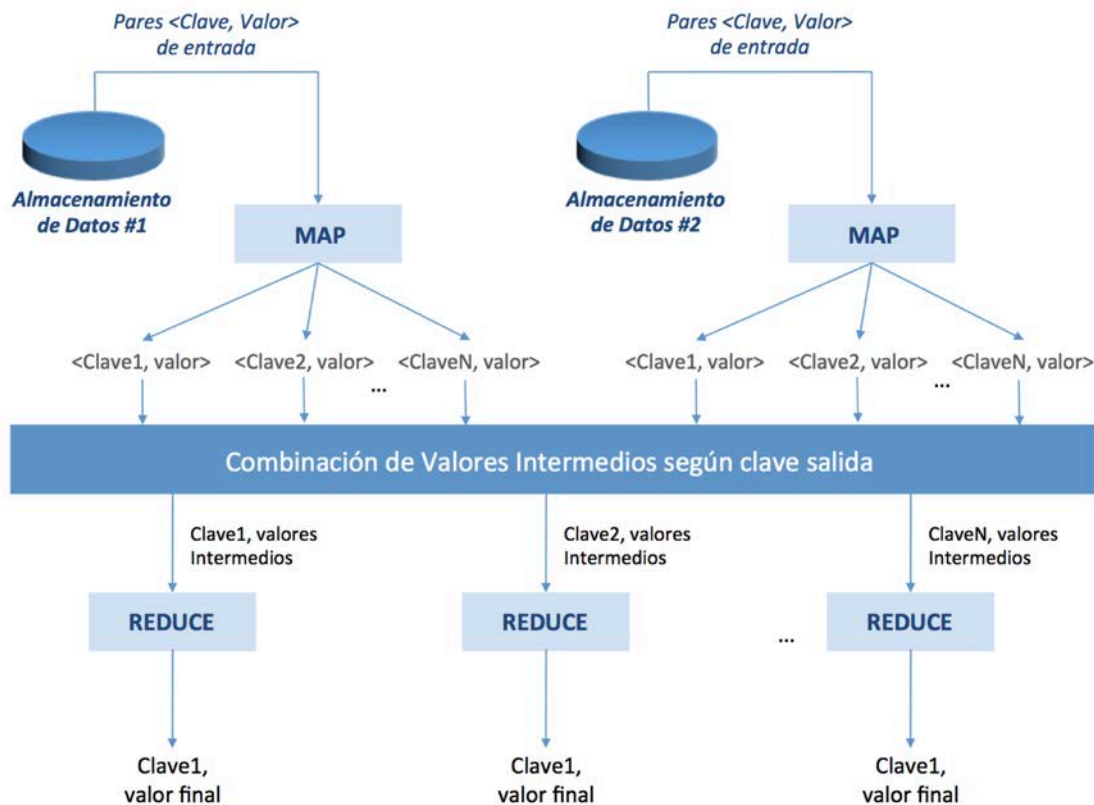 Pares <Clave, Valor>
de entrada
Pares <Clave, Valor>
de entrada
Almacenamiento
de Datos #1
Almacenamiento
de Datos #2
MAP
MAP
<Clave1, valor>
<Clave2, valor>
...
<ClaveN, valor>
<Clave1, valor>
<Clave2, valor>
...
<ClaveN, valor>
Combinación de Valores Intermedios según clave salida
Clave1, valores
Intermedios
Clave2, valores
Intermedios
ClaveN, valores
Intermedios
REDUCE
REDUCE
...
REDUCE
Clave1,
valor final
Clave1,
valor final
Clave1,
valor final